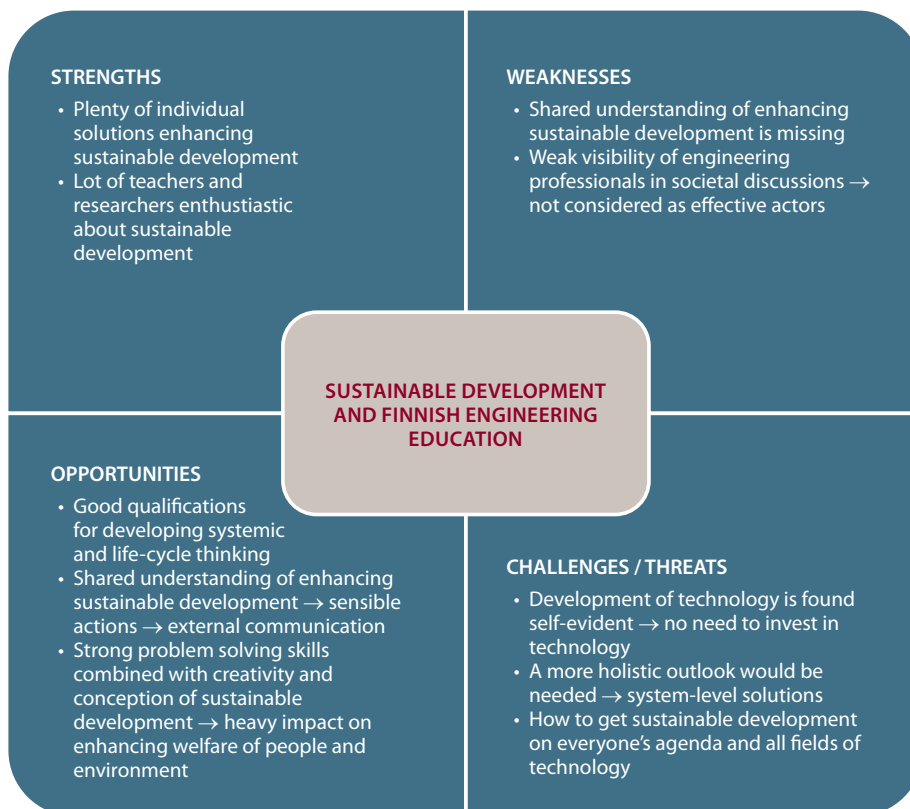 STRENGTHS
• Plenty of individual
solutions enhancing
sustainable development
• Lot of teachers and
researchers enthustiastic
about sustainable
development
WEAKNESSES
• Shared understanding of enhancing
sustainable development is missing
• Weak visibility of engineering
professionals in societal discussions →
not considered as effective actors
SUSTAINABLE DEVELOPMENT
AND FINNISH ENGINEERING
EDUCATION
OPPORTUNITIES
• Good qualifications
for developing systemic
and life-cycle thinking
• Shared understanding of enhancing
sustainable development → sensible
actions → external communication
• Strong problem solving skills
combined with creativity and
conception of sustainable
development → heavy impact on
enhancing welfare of people and
environment
CHALLENGES / THREATS
• Development of technology is found
self-evident → no need to invest in
technology
• A more holistic outlook would be
needed → system-level solutions
• How to get sustainable development
on everyone’s agenda and all fields of
technology